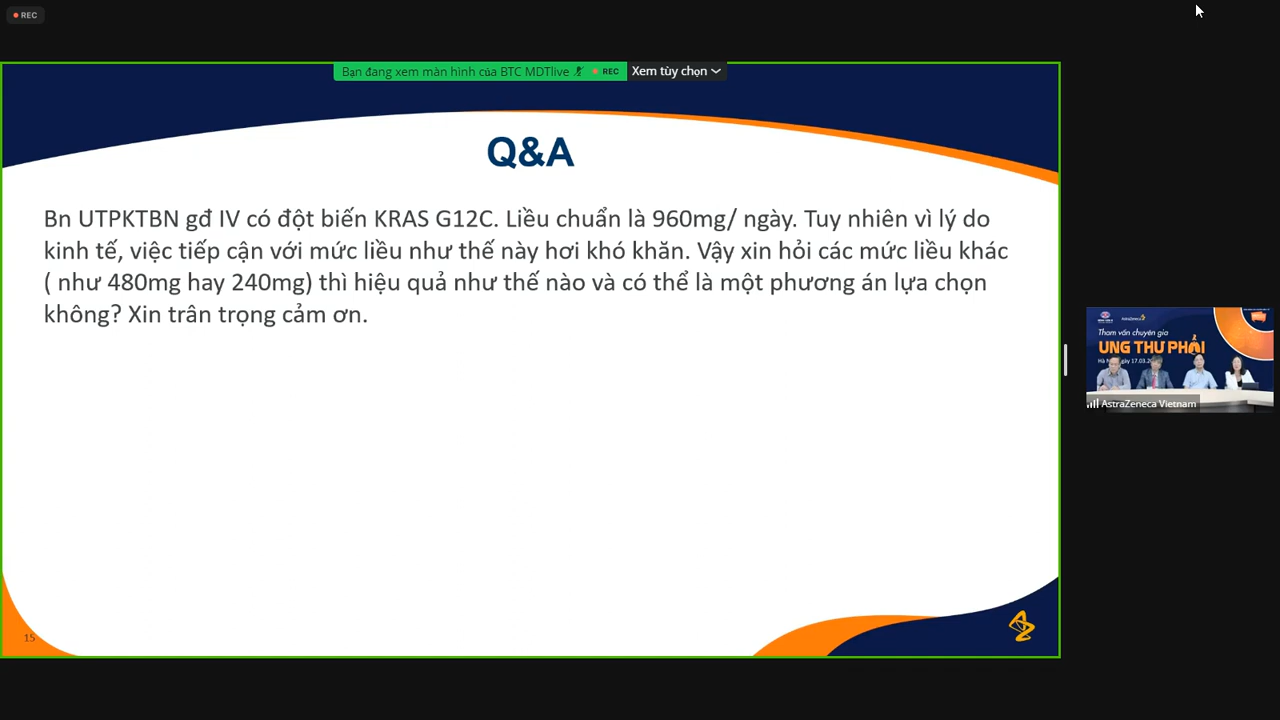 REC
Bạn đang xem màn hình của BTC MDTlive REC Xem tùy chọn
Q&A
Bn UTPKTBN gđ IV có đột biến KRAS G12C. Liều chuẩn là 960mg/ ngày. Tuy nhiên vì lý do
kinh tế, việc tiếp cận với mức liều như thế này hơi khó khăn. Vậy xin hỏi các mức liều khác
( như 480mg hay 240mg) thì hiệu quả như thế nào và có thể là một phương án lựa chọn
không? Xin trân trọng cảm ơn.
AstraZeneca
Tham vấn chuyên gia
UNG THƯ PHỔI
AstraZeneca Vietnam
15